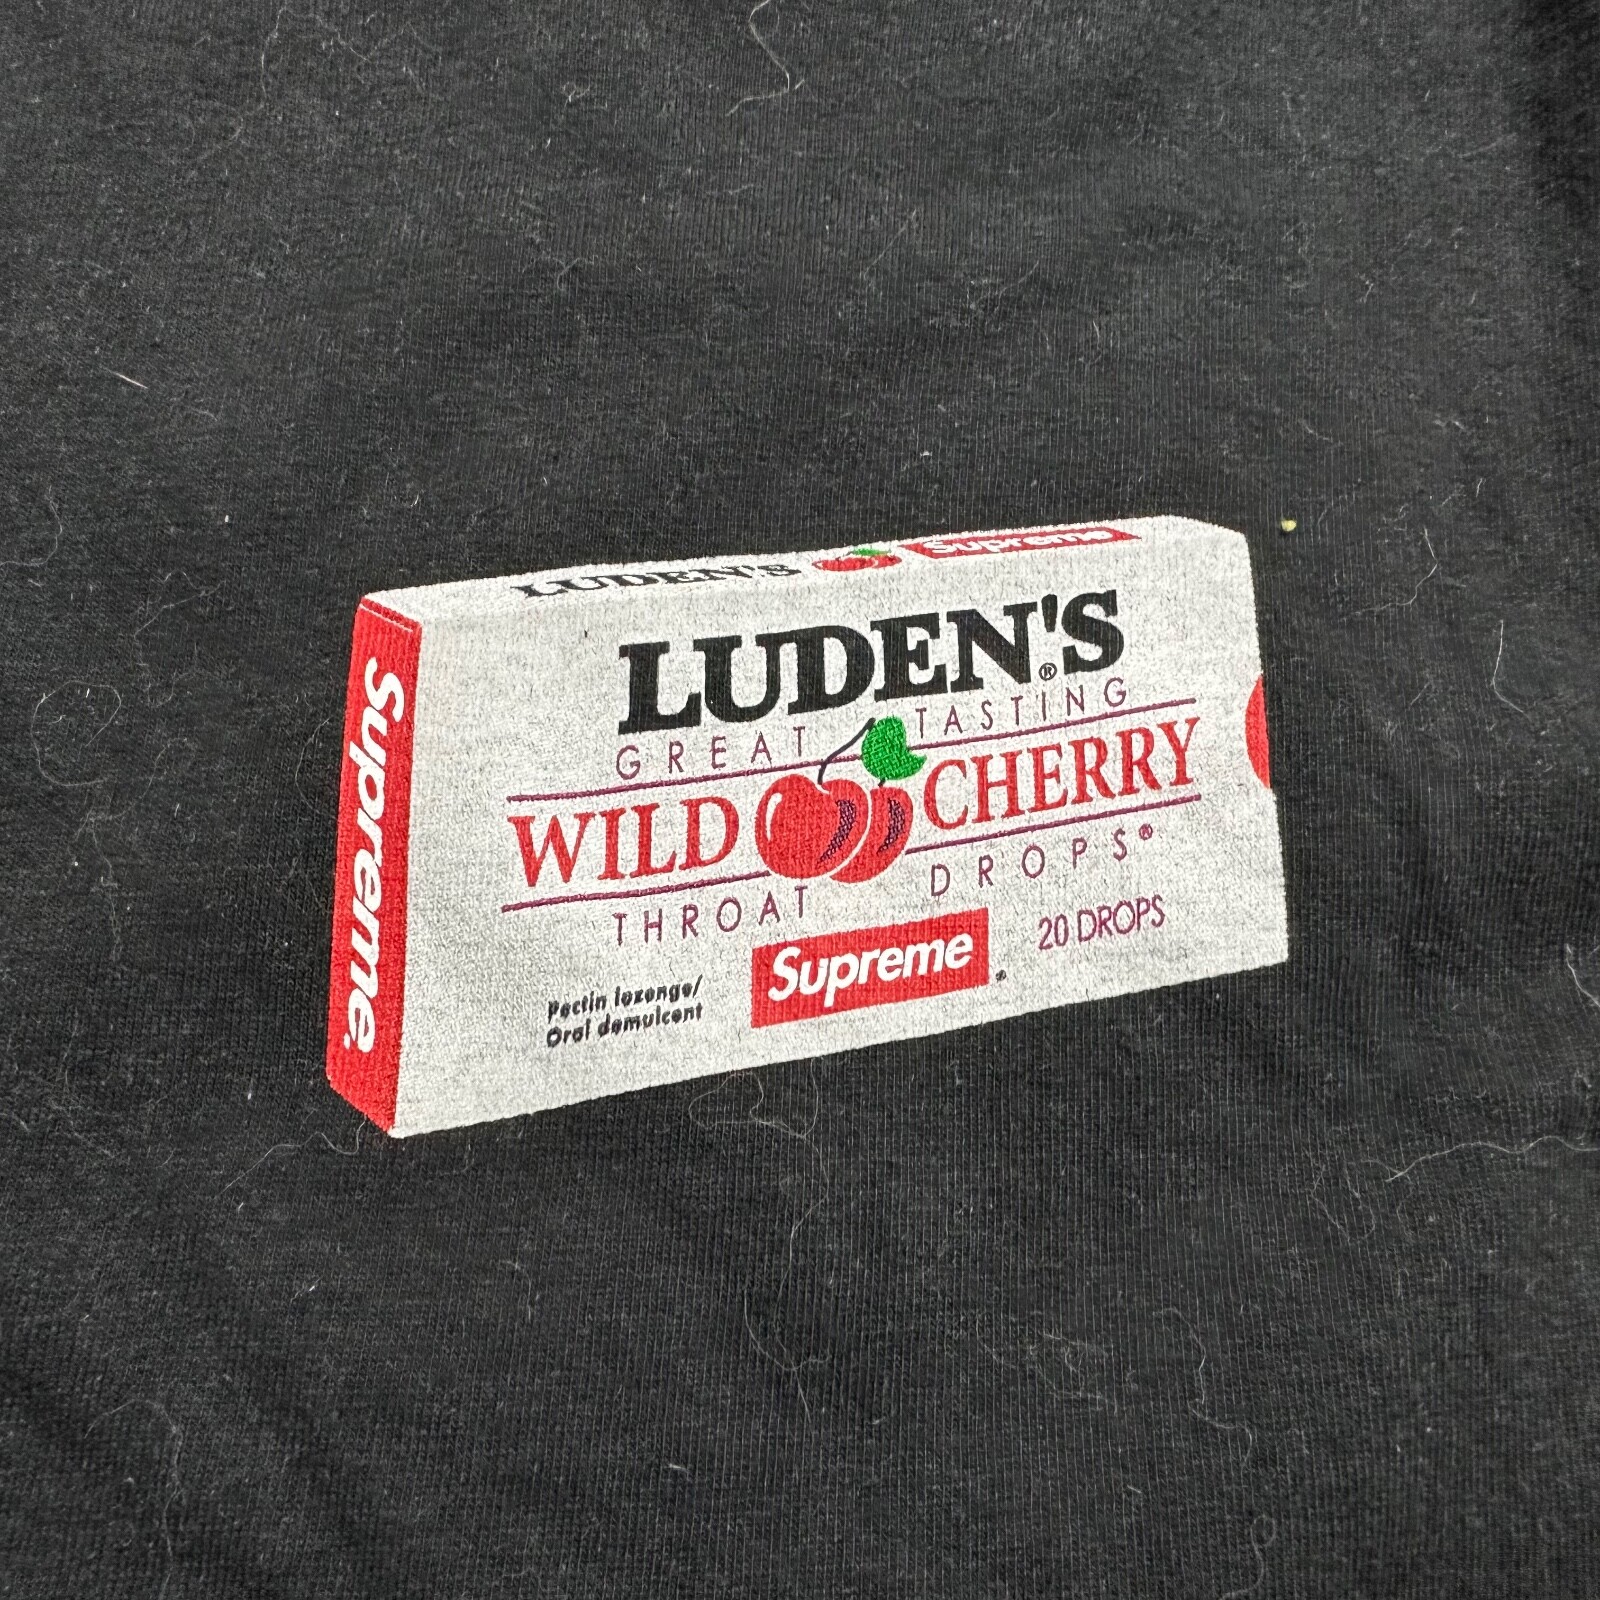 LUDEN'S Supreme
Supreme
LUDEN'S®
GREAT TASTING
WILD CHERRY
THROAT DROPS®
Supreme
20 DROPS
Pectin lozenge/
Oral demulcent